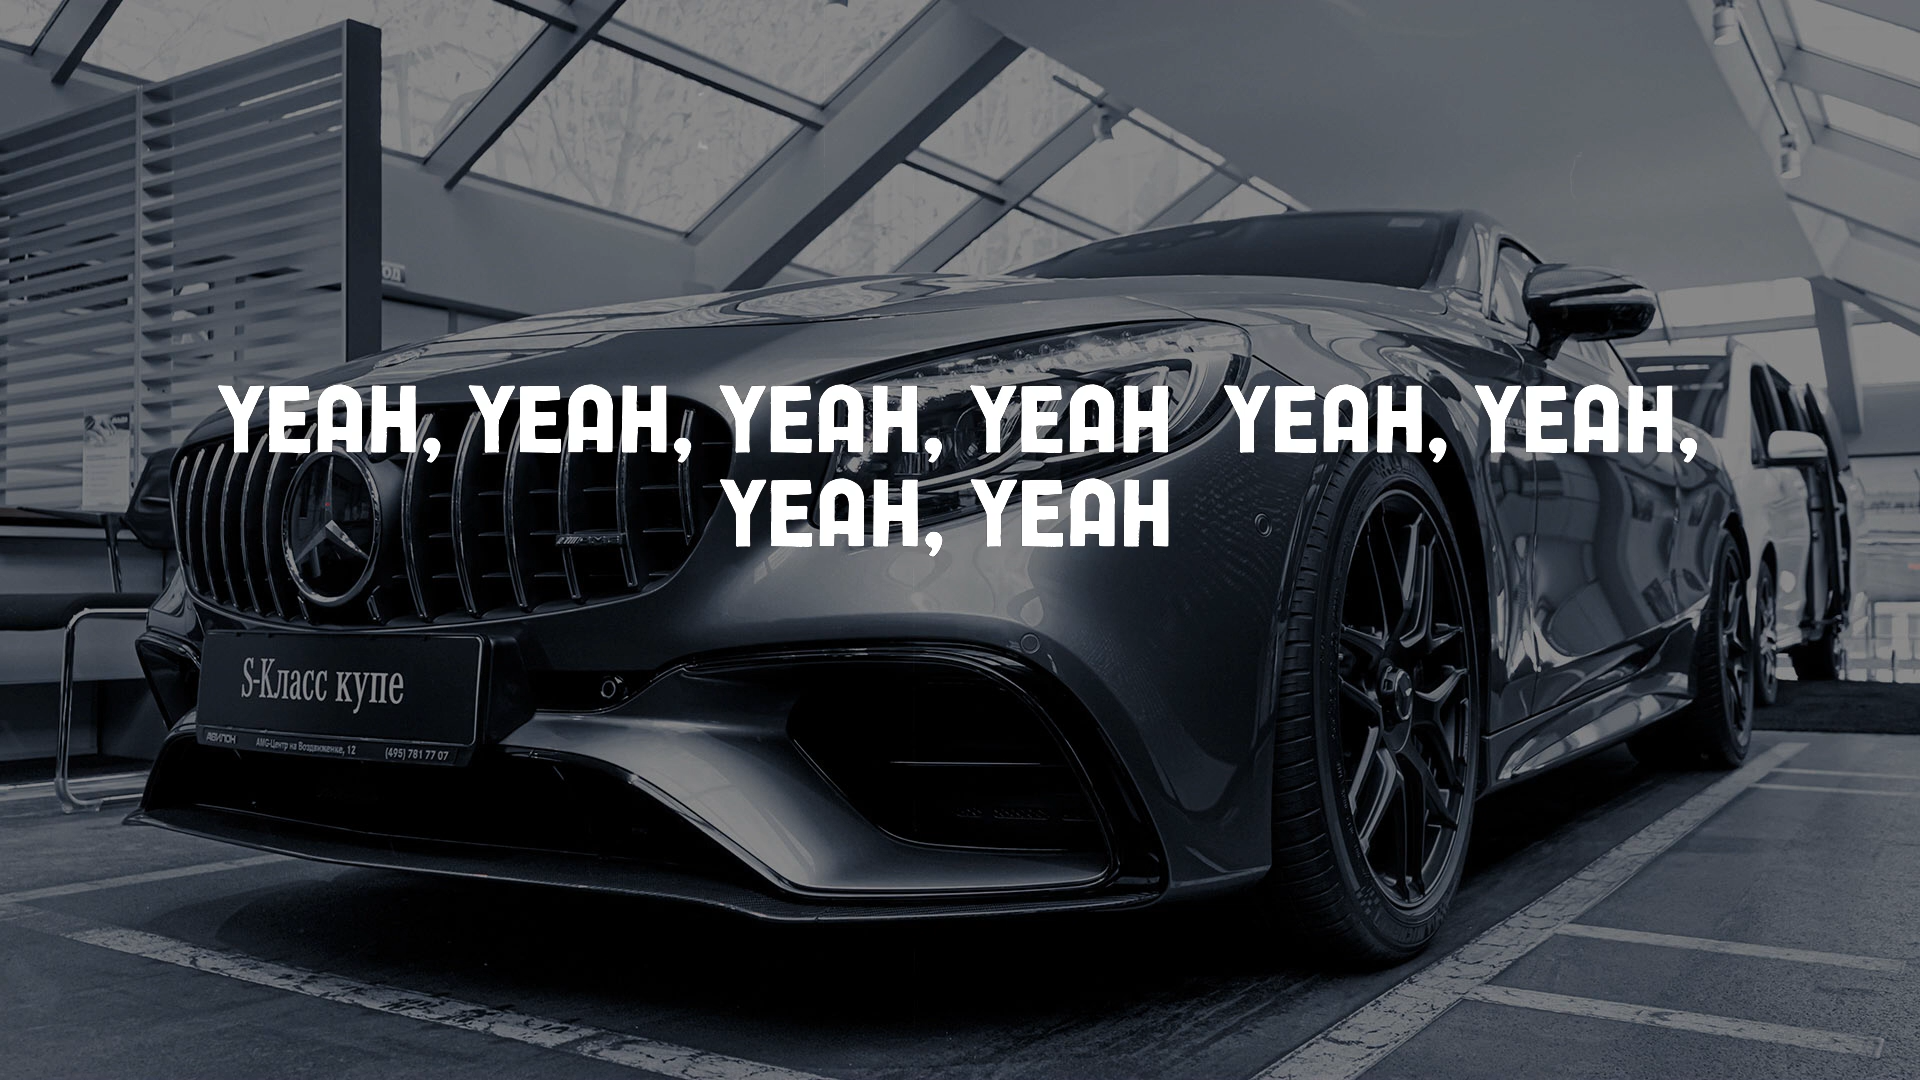 YEAH, YEAH, YEAH, YEAH YEAH, YEAH,
YEAH, YEAH
S-Класс купе
АВИЛОН АМG-Центр на Воздвиженке, 12 (495) 781 77 07